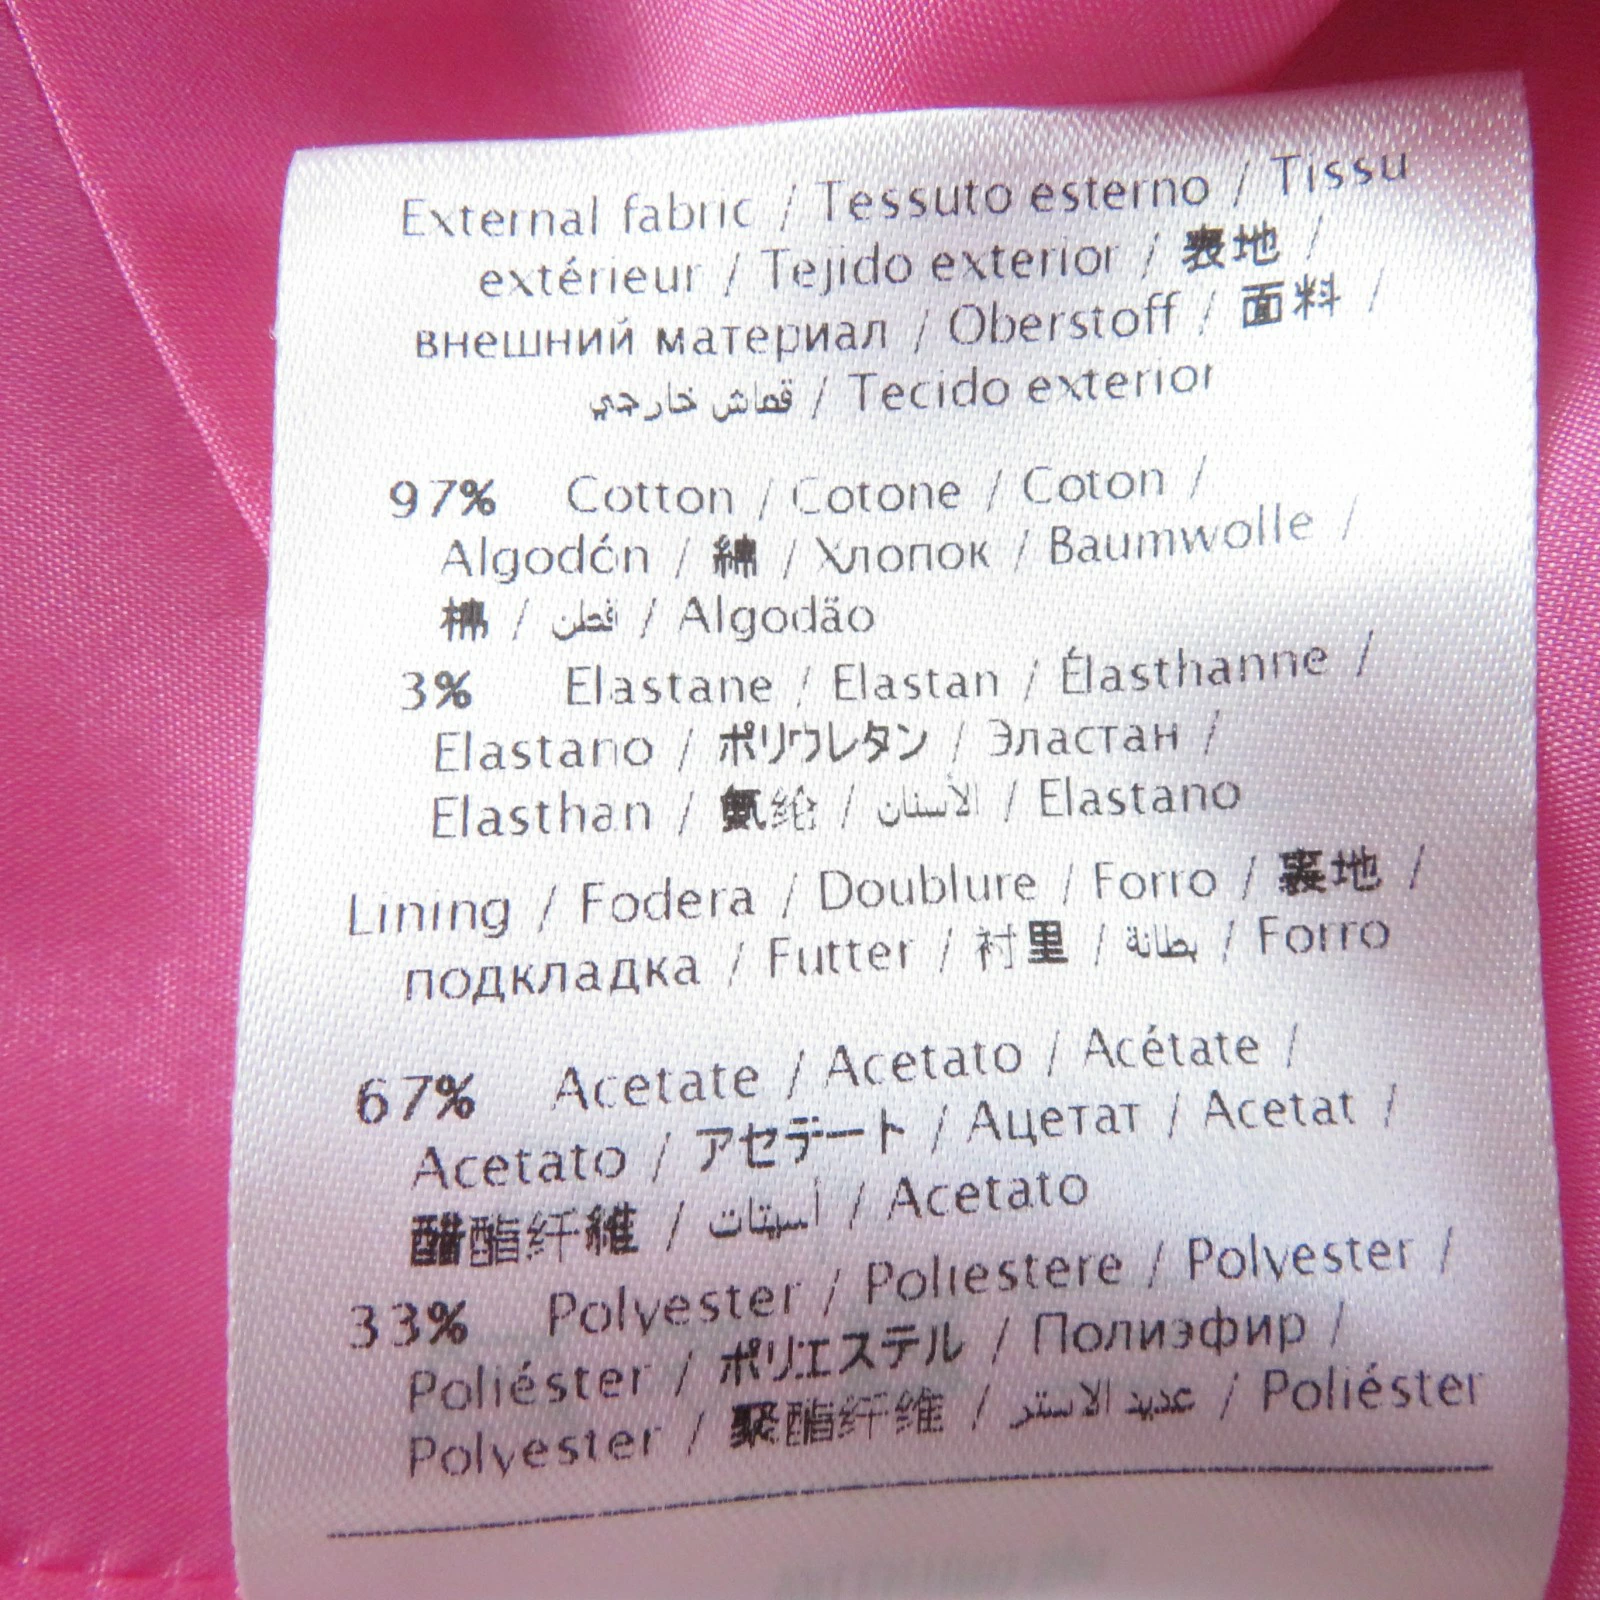 External fabric / Tessuto esterno / Tissu
extérieur / Tejido exterior / 表地 /
внешний материал / Oberstoff / 面料 /
قماش خارجي / Tecido exterior
97% Cotton / Cotone / Coton /
Algodón / 綿 / Хлопок / Baumwolle /
棉 / قطن / Algodão
3% Elastane / Elastan / Élasthanne /
Elastano / ポリウレタン / Эластан /
Elasthan / 氨纶 / الاستان / Elastano
Lining / Fodera / Doublure / Forro / 裏地 /
подкладка / Futter / 衬里 / بطانة / Forro
67% Acetate / Acetato / Acétate /
Acetato / アセテート / Ацетат / Acetat /
醋酯纤维 / أسيتات / Acetato
33% Polyester / Poliestere / Polyester /
Poliéster / ポリエステル / Полиэфир /
Polyester / 聚酯纤维 / عديد الاستر / Poliéster